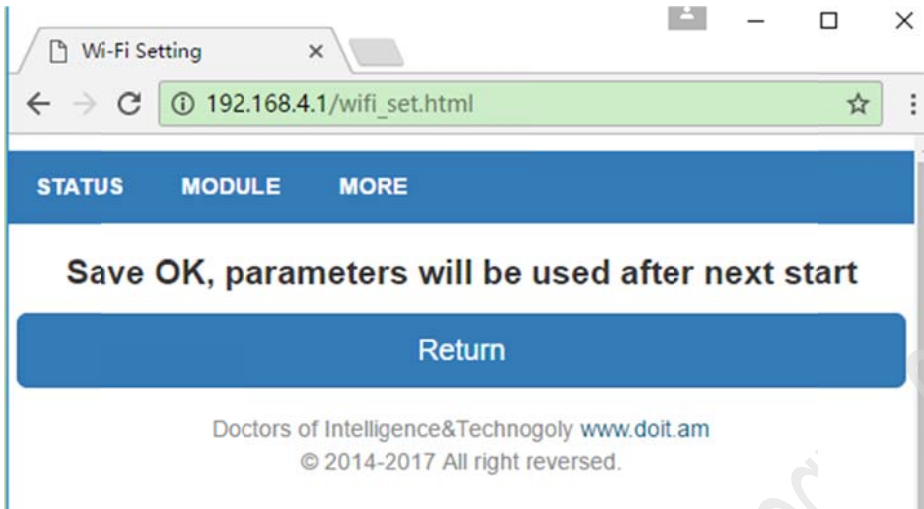 Wi-Fi Setting
192.168.4.1/wifi_set.html
STATUS MODULE MORE
Save OK, parameters will be used after next start
Return
Doctors of Intelligence&Technogoly www.doit.am
© 2014-2017 All right reversed.